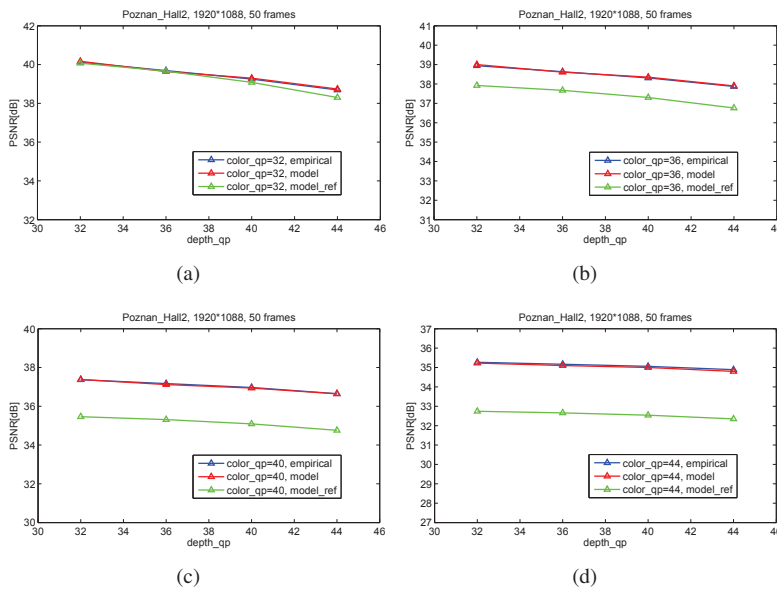 Poznan_Hall2, 1920*1088, 50 frames
42
40
38
36
34
32
PSNR[dB]
color_qp=32, empirical
color_qp=32, model
color_qp=32, model_ref
30 32 34 36 38 40 42 44 46
depth_qp
(a)
Poznan_Hall2, 1920*1088, 50 frames
41
40
39
38
37
36
35
34
33
32
31
PSNR[dB]
color_qp=36, empirical
color_qp=36, model
color_qp=36, model_ref
30 32 34 36 38 40 42 44 46
depth_qp
(b)
Poznan_Hall2, 1920*1088, 50 frames
40
38
36
34
32
30
PSNR[dB]
color_qp=40, empirical
color_qp=40, model
color_qp=40, model_ref
30 32 34 36 38 40 42 44 46
depth_qp
(c)
Poznan_Hall2, 1920*1088, 50 frames
37
36
35
34
33
32
31
30
29
28
27
PSNR[dB]
color_qp=44, empirical
color_qp=44, model
color_qp=44, model_ref
30 32 34 36 38 40 42 44 46
depth_qp
(d)